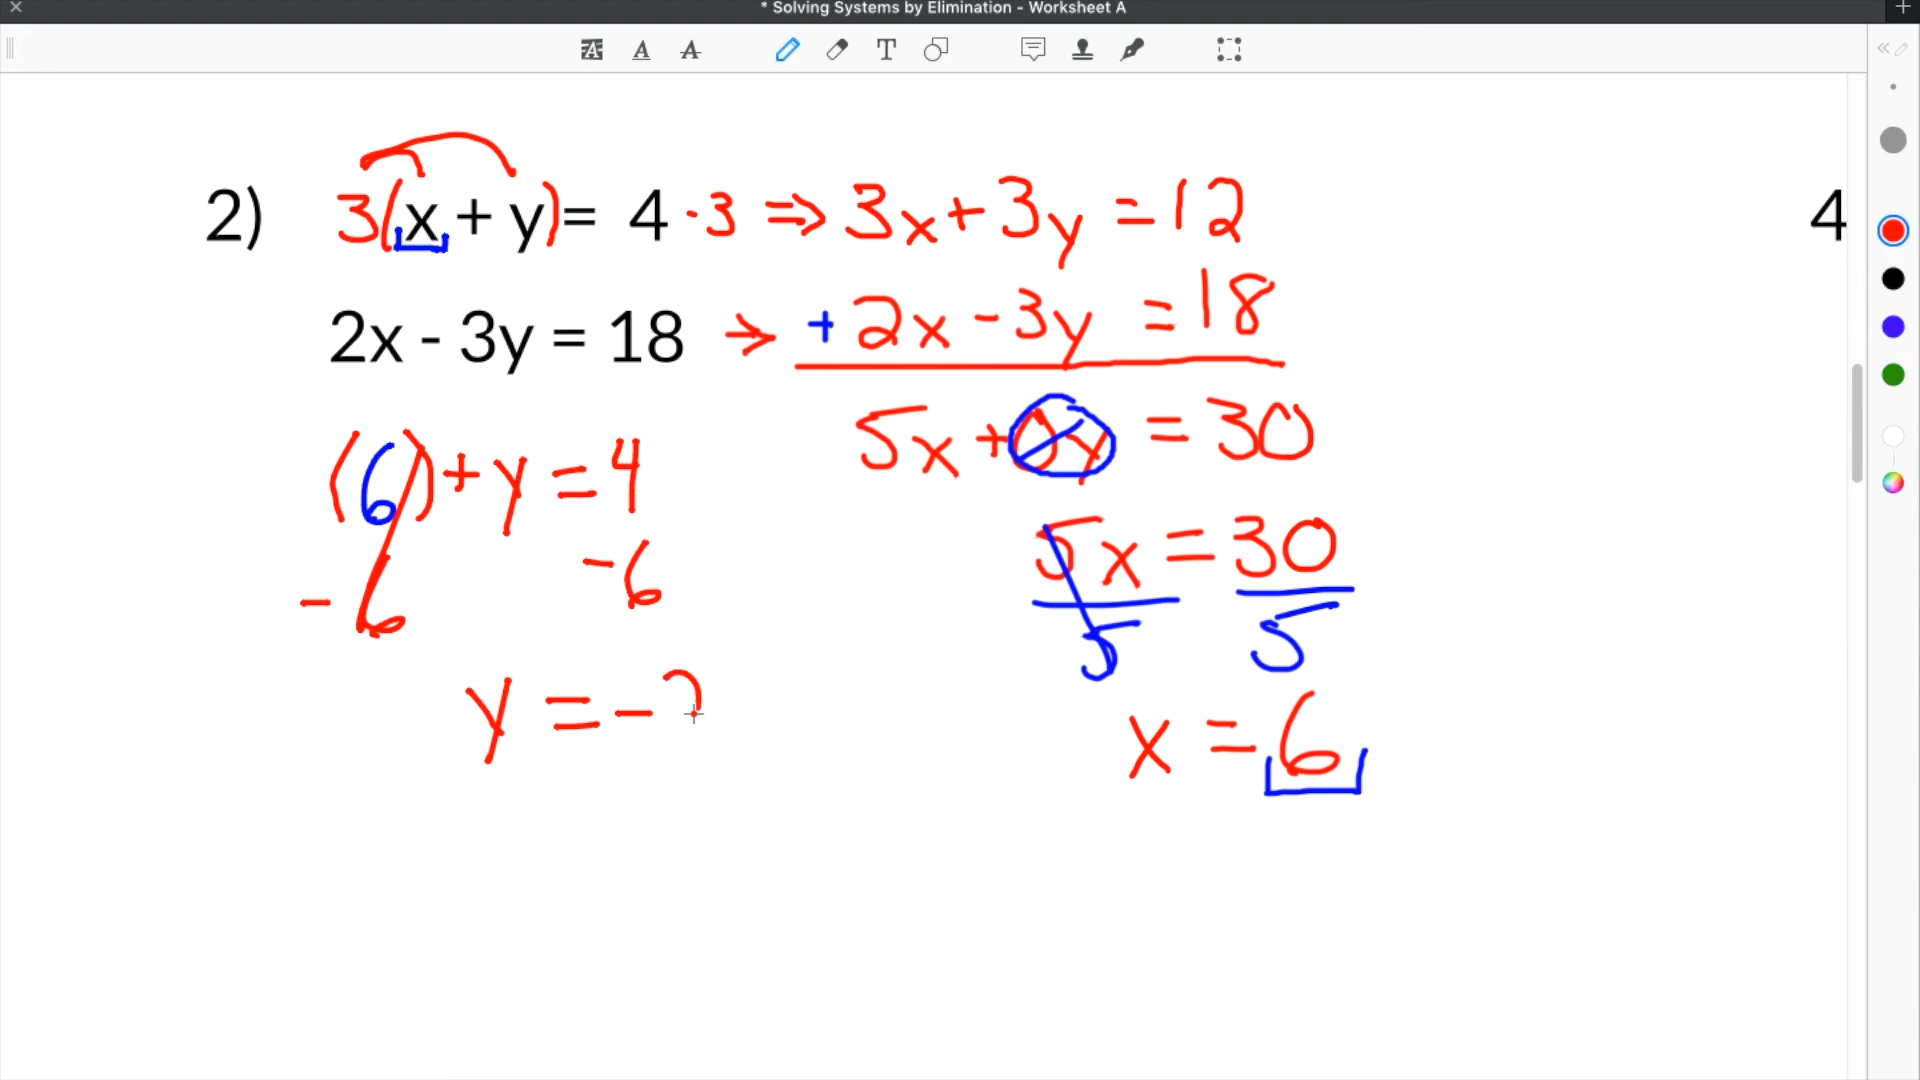 * Solving Systems by Elimination - Worksheet A
2) 3(x + y) = 4 · 3 ⇒ 3x + 3y = 12
4
2x - 3y = 18 → + 2x - 3y = 18
5x + 0y = 30
(6) + y = 4
- 6 - 6
5x = 30
5 5
y = -
x = 6